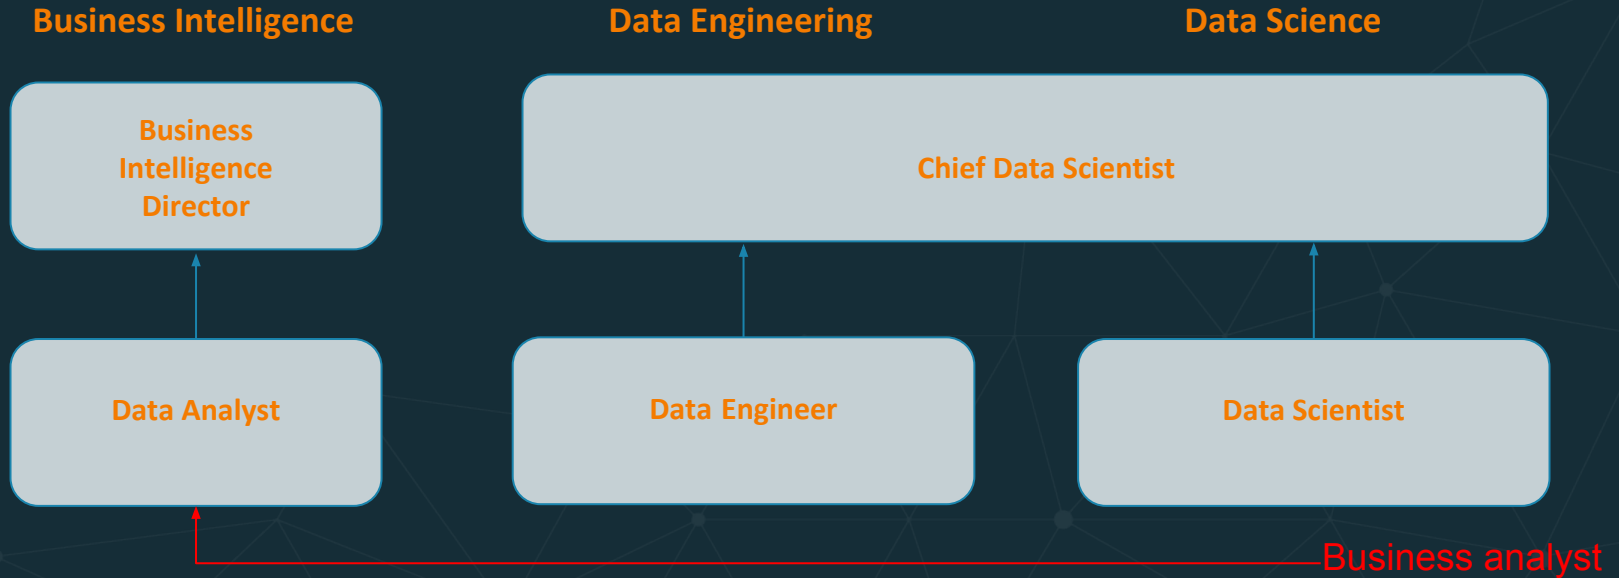 Business Intelligence
Data Engineering
Data Science
Business
Intelligence
Director
Chief Data Scientist
Data Analyst
Data Engineer
Data Scientist
Business analyst